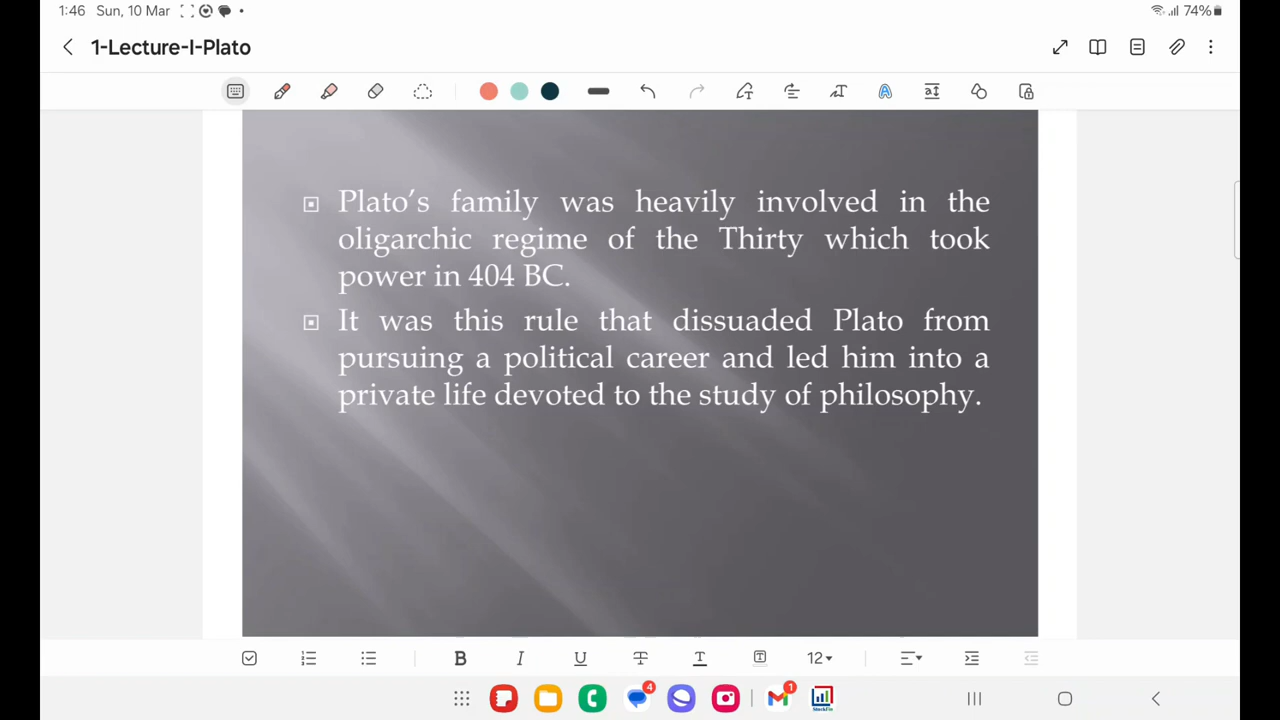 1:46 Sun, 10 Mar 74%
1-Lecture-I-Plato
Plato's family was heavily involved in the
oligarchic regime of the Thirty which took
power in 404 BC.
It was this rule that dissuaded Plato from
pursuing a political career and led him into a
private life devoted to the study of philosophy.
B I U T T T 12
4 1